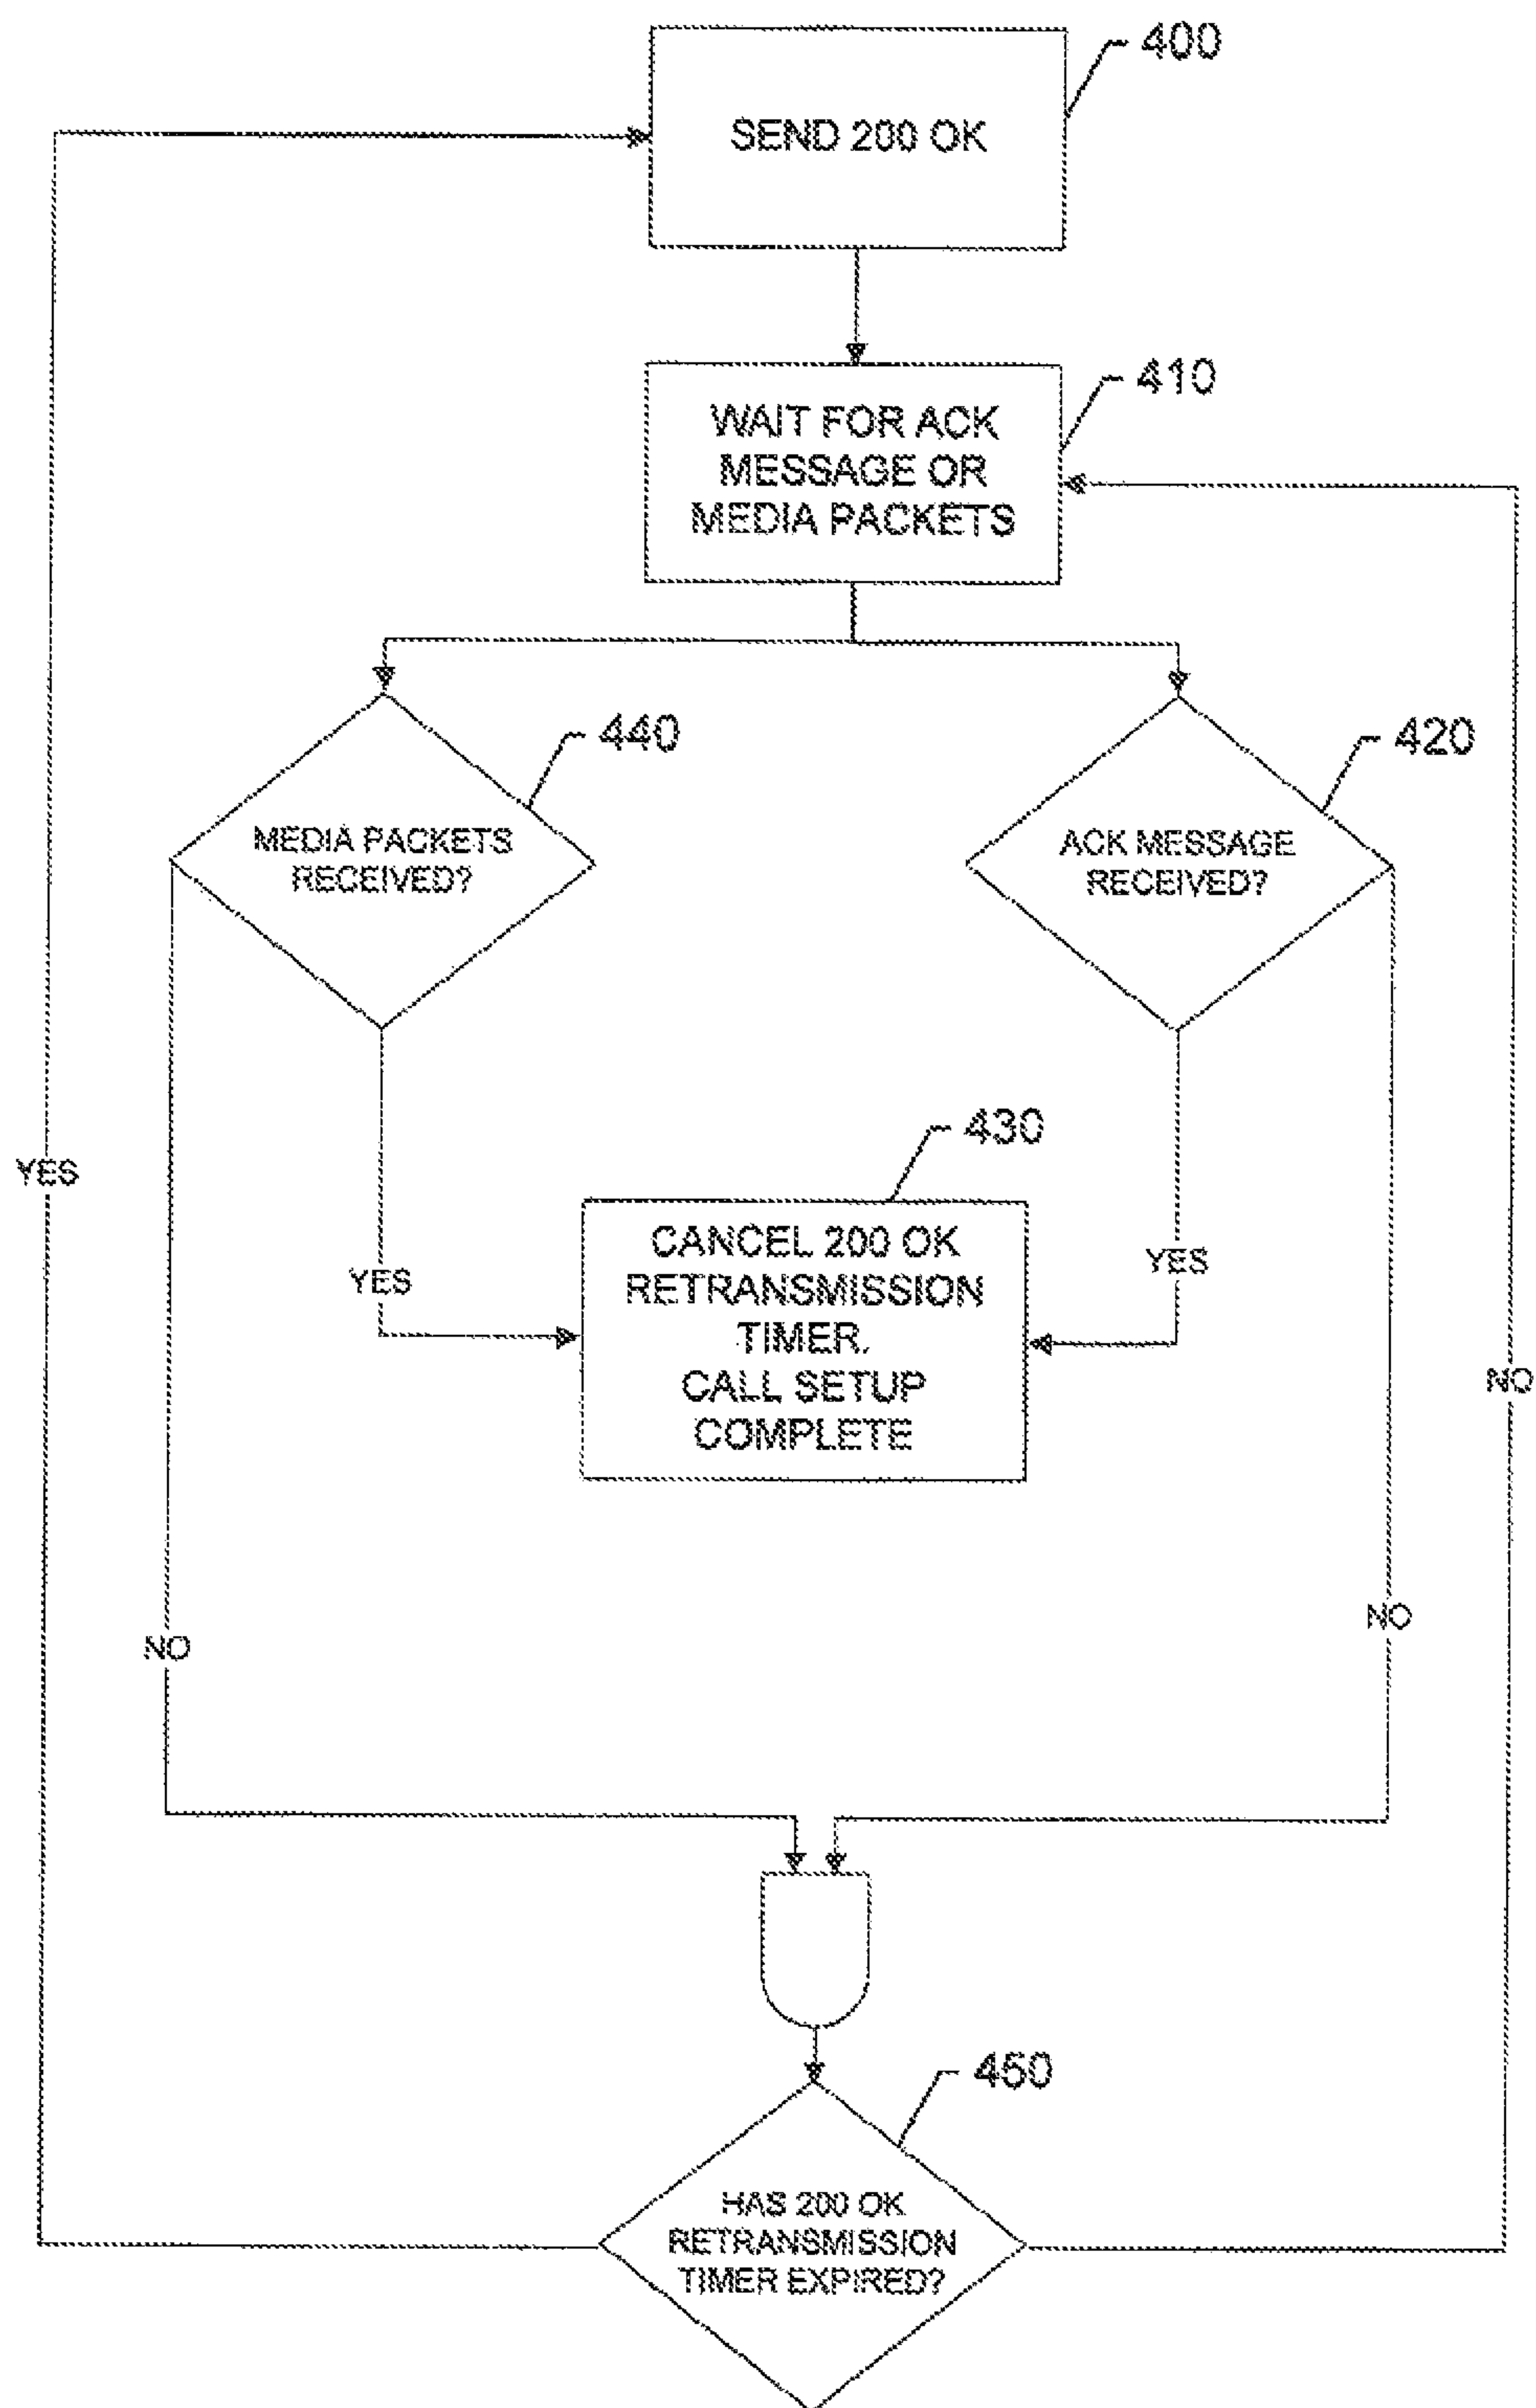 400
SEND 200 OK
410
WAIT FOR ACK
MESSAGE OR
MEDIA PACKETS
440
MEDIA PACKETS
RECEIVED?
420
ACK MESSAGE
RECEIVED?
430
CANCEL 200 OK
RETRANSMISSION
TIMER.
CALL SETUP
COMPLETE
YES
YES
YES
NO
NO
NO
450
HAS 200 OK
RETRANSMISSION
TIMER EXPIRED?